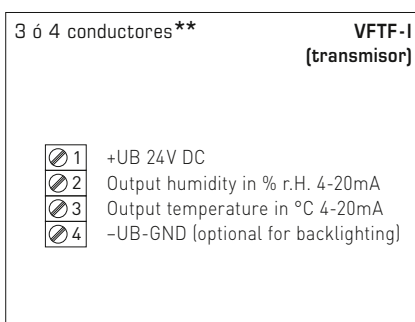 3 ó 4 conductores** VFTF-I
(transmisor)
1 +UB 24V DC
2 Output humidity in % r.H. 4-20mA
3 Output temperature in °C 4-20mA
4 –UB-GND (optional for backlighting)